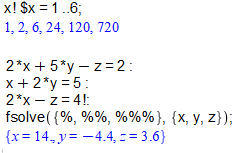 x! $x = 1 ..6;
1, 2, 6, 24, 120, 720
2*x + 5*y − z = 2 :
x + 2*y = 5 :
2*x − z = 4!:
fsolve({%, %%, %%%}, {x, y, z});
{x = 14., y = −4.4, z = 3.6}